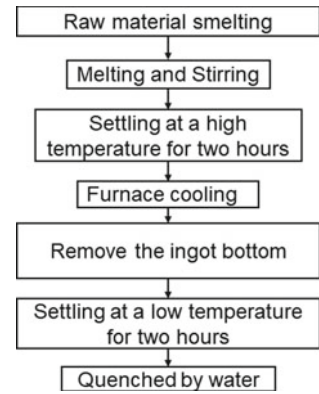 Raw material smelting
Melting and Stirring
Settling at a high
temperature for two hours
Furnace cooling
Remove the ingot bottom
Settling at a low temperature
for two hours
Quenched by water